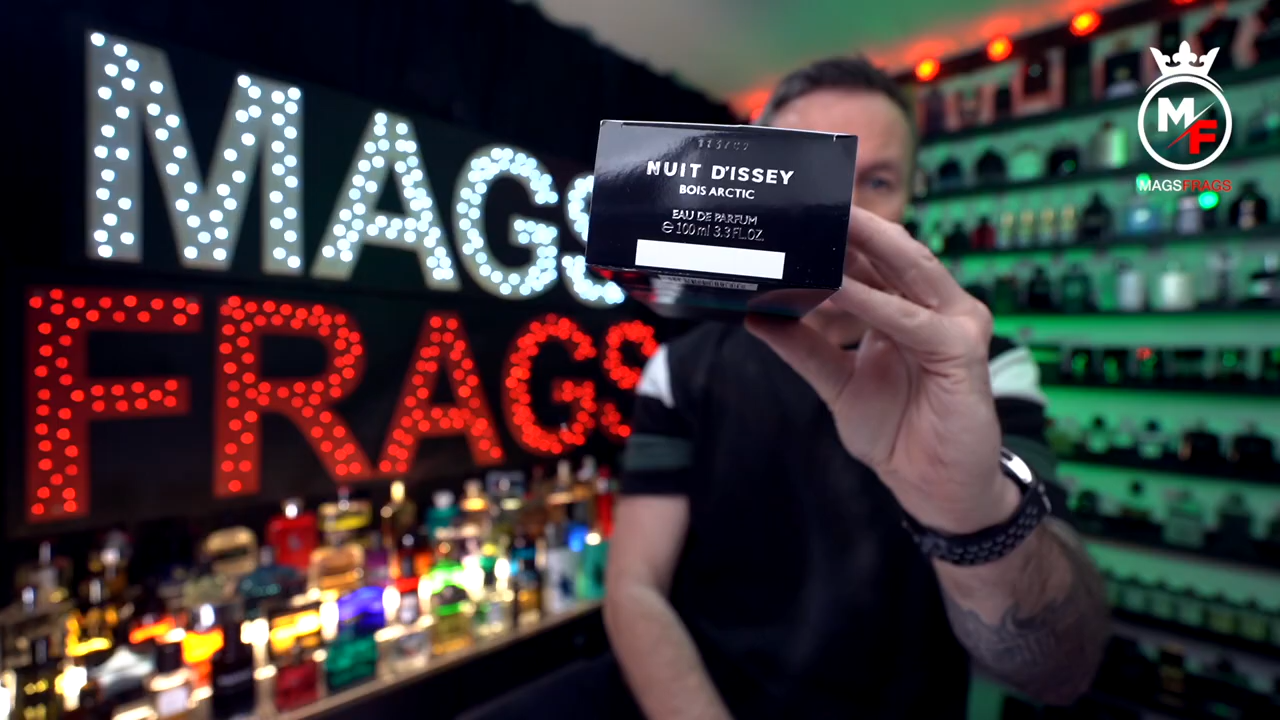 MAGS
FRAGS
NUIT D'ISSEY
BOIS ARCTIC
EAU DE PARFUM
℮ 100 ml 3.3 FL.OZ.
MF
MAGSFRAGS